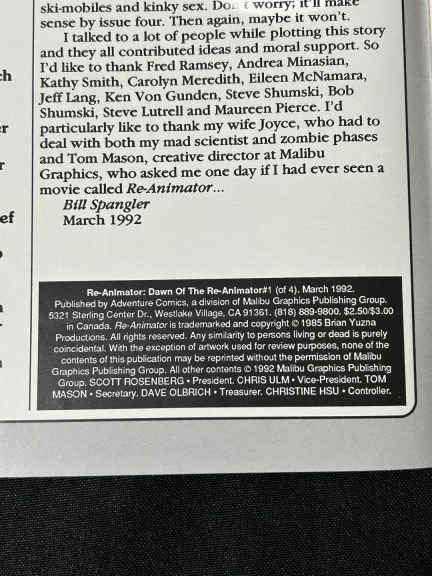 ski-mobiles and kinky sex. Don't worry; it'll make
sense by issue four. Then again, maybe it won't.
I talked to a lot of people while plotting this story
and they all contributed ideas and moral support. So
I'd like to thank Fred Ramsey, Andrea Minasian,
Kathy Smith, Carolyn Meredith, Eileen McNamara,
Jeff Lang, Ken Von Gunden, Steve Shumski, Bob
Shumski, Steve Lutrell and Maureen Pierce. I'd
particularly like to thank my wife Joyce, who had to
deal with both my mad scientist and zombie phases
and Tom Mason, creative director at Malibu
Graphics, who asked me one day if I had ever seen a
movie called Re-Animator...
Bill Spangler
March 1992
Re-Animator: Dawn Of The Re-Animator#1 (of 4). March 1992.
Published by Adventure Comics, a division of Malibu Graphics Publishing Group.
5321 Sterling Center Dr., Westlake Village, CA 91361. (818) 889-9800. $2.50/$3.00
in Canada. Re-Animator is trademarked and copyright © 1985 Brian Yuzna
Productions. All rights reserved. Any similarity to persons living or dead is purely
coincidental. With the exception of artwork used for review purposes, none of the
contents of this publication may be reprinted without the permission of Malibu
Graphics Publishing Group. All other contents © 1992 Malibu Graphics Publishing
Group. SCOTT ROSENBERG • President. CHRIS ULM • Vice-President. TOM
MASON • Secretary. DAVE OLBRICH • Treasurer. CHRISTINE HSU • Controller.